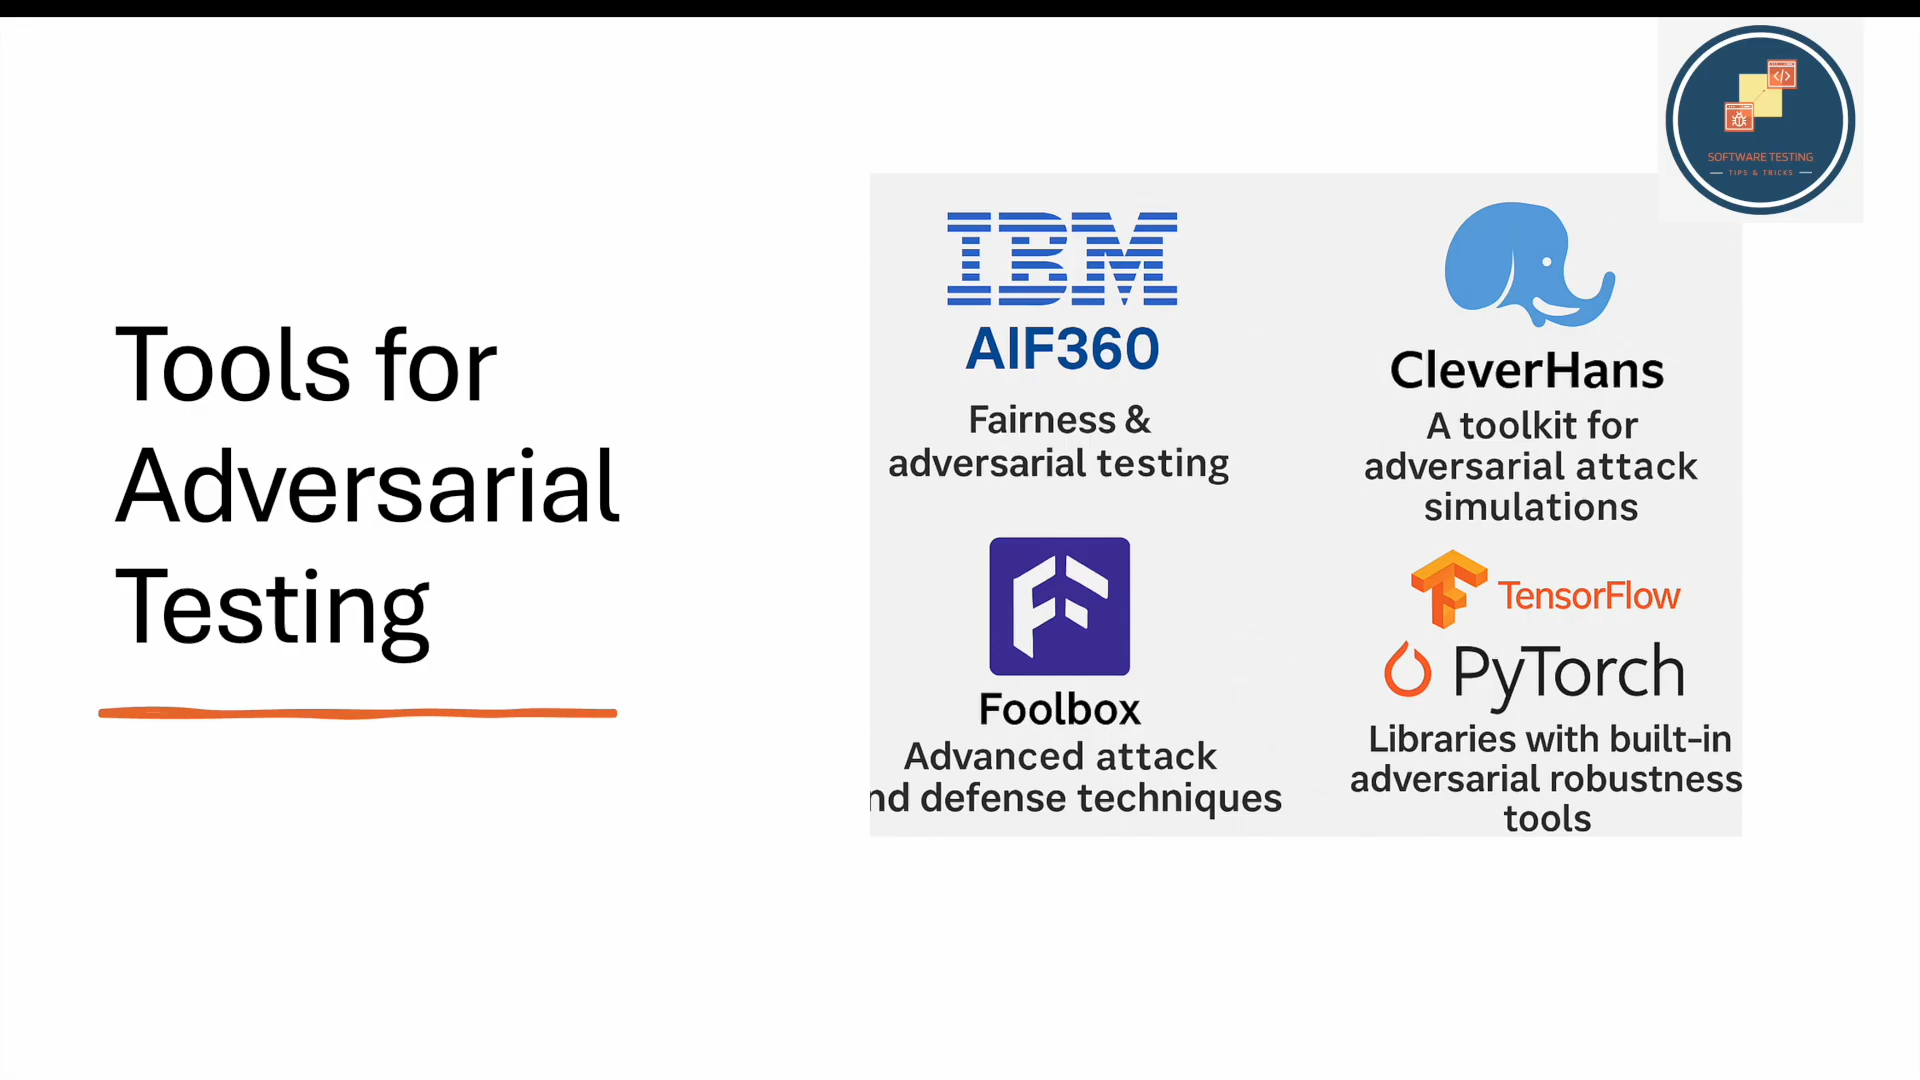 SOFTWARE TESTING
TIPS & TRICKS
Tools for
Adversarial
Testing
IBM
AIF360
Fairness &
adversarial testing
CleverHans
A toolkit for
adversarial attack
simulations
Foolbox
Advanced attack
nd defense techniques
TensorFlow
PyTorch
Libraries with built-in
adversarial robustness
tools